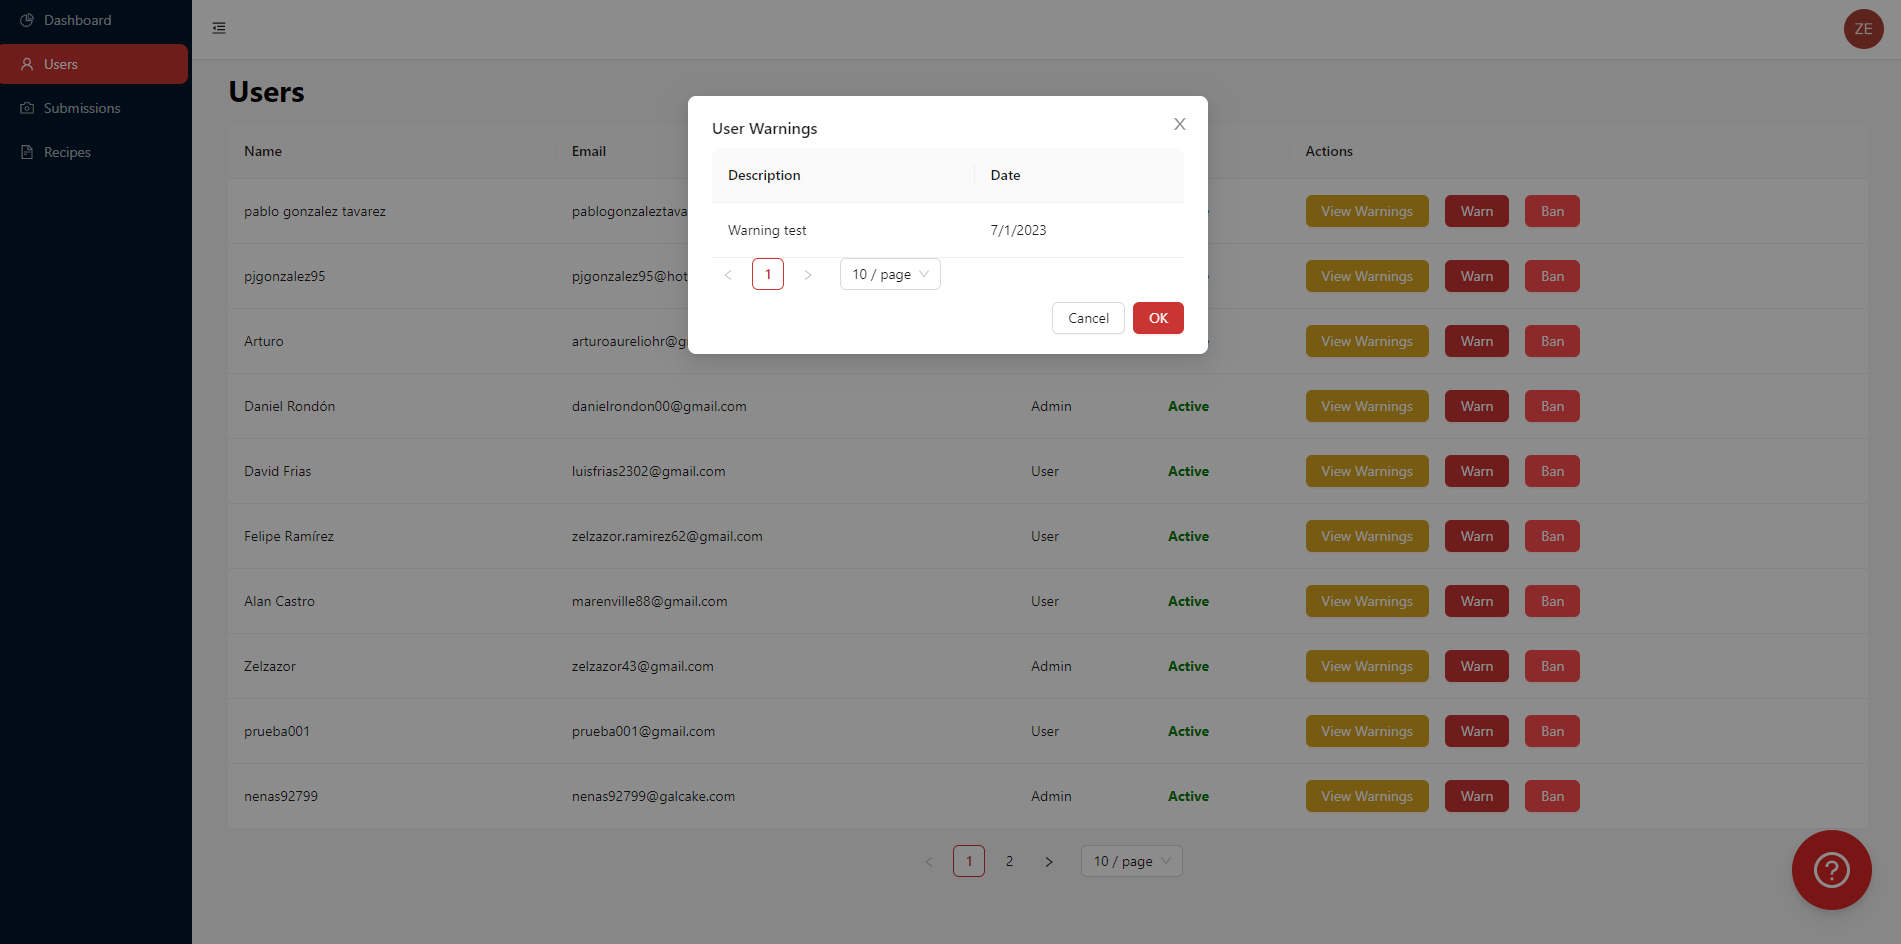 Dashboard
Users
Submissions
Recipes
ZE
Users
Name Email Actions
pablo gonzalez tavarez View Warnings Warn Ban
pjgonzalez95 View Warnings Warn Ban
Arturo View Warnings Warn Ban
Daniel Rondón danielrondon00@gmail.com Admin Active View Warnings Warn Ban
David Frias luisfrias2302@gmail.com User Active View Warnings Warn Ban
Felipe Ramírez zelzazor.ramirez62@gmail.com User Active View Warnings Warn Ban
Alan Castro marenville88@gmail.com User Active View Warnings Warn Ban
Zelzazor zelzazor43@gmail.com Admin Active View Warnings Warn Ban
prueba001 prueba001@gmail.com User Active View Warnings Warn Ban
nenas92799 nenas92799@galcake.com Admin Active View Warnings Warn Ban
< 1 2 > 10 / page
User Warnings
Description Date
Warning test 7/1/2023
< 1 > 10 / page
Cancel OK
?